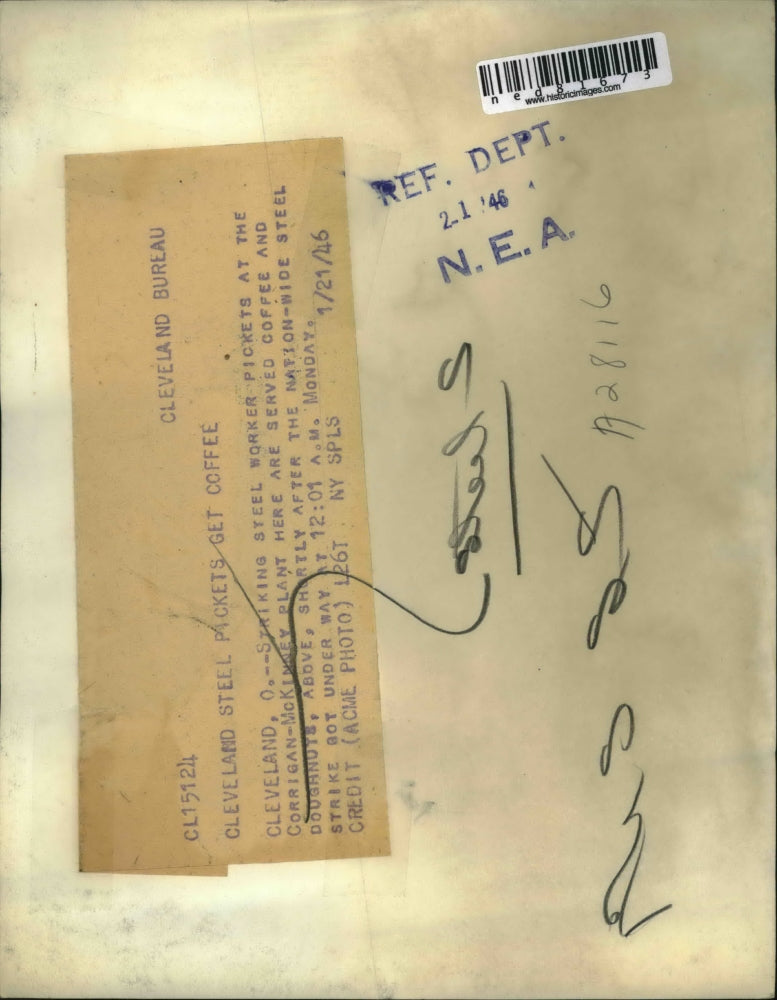 CL15124 CLEVELAND BUREAU
CLEVELAND STEEL PICKETS GET COFFEE
CLEVELAND, O.--STRIKING STEEL WORKER PICKETS AT THE
CORRIGAN-McKINNEY PLANT HERE ARE SERVED COFFEE AND
DOUGHNUTS, ABOVE, SHORTLY AFTER THE NATION-WIDE STEEL
STRIKE GOT UNDER WAY AT 12:01 A.M. MONDAY.
CREDIT (ACME PHOTO) L26T NY SPLS 1/21/46
ned81673
www.historicimages.com
REF. DEPT.
2-1 '46
N.E.A.
A28116